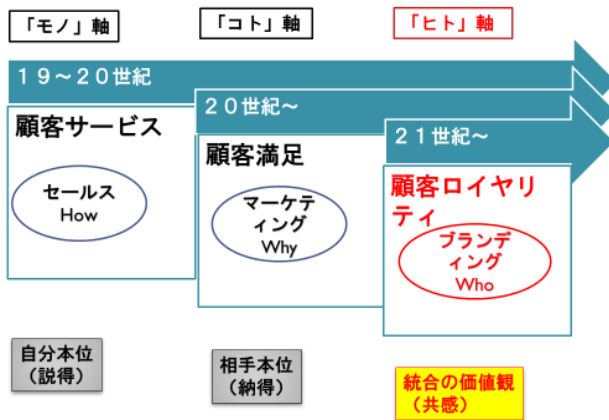 「モノ」軸
「コト」軸
「ヒト」軸
19～20世紀
20世紀～
21世紀～
顧客サービス
セールス
How
顧客満足
マーケテ
ィング
Why
顧客ロイヤリ
ティ
ブランデ
ィング
Who
自分本位
（説得）
相手本位
（納得）
統合の価値観
（共感）